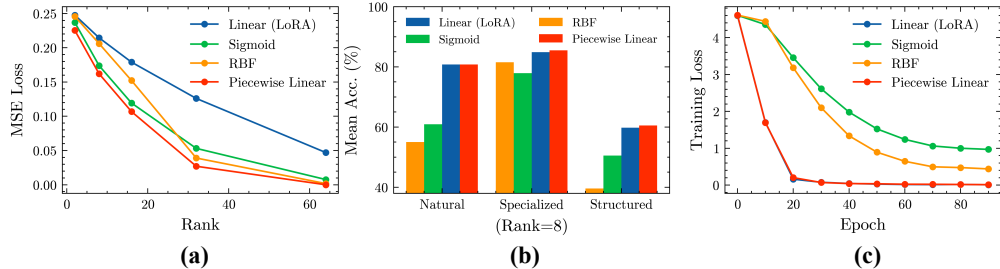 MSE Loss
0.25
0.20
0.15
0.10
0.05
0.00
0
20
40
60
Rank
Linear (LoRA)
Sigmoid
RBF
Piecewise Linear
(a)
Mean Acc. (%)
100
80
60
40
Linear (LoRA)
Sigmoid
RBF
Piecewise Linear
Natural
Specialized
Structured
(Rank=8)
(b)
Training Loss
4
3
2
1
0
0
20
40
60
80
Epoch
Linear (LoRA)
Sigmoid
RBF
Piecewise Linear
(c)